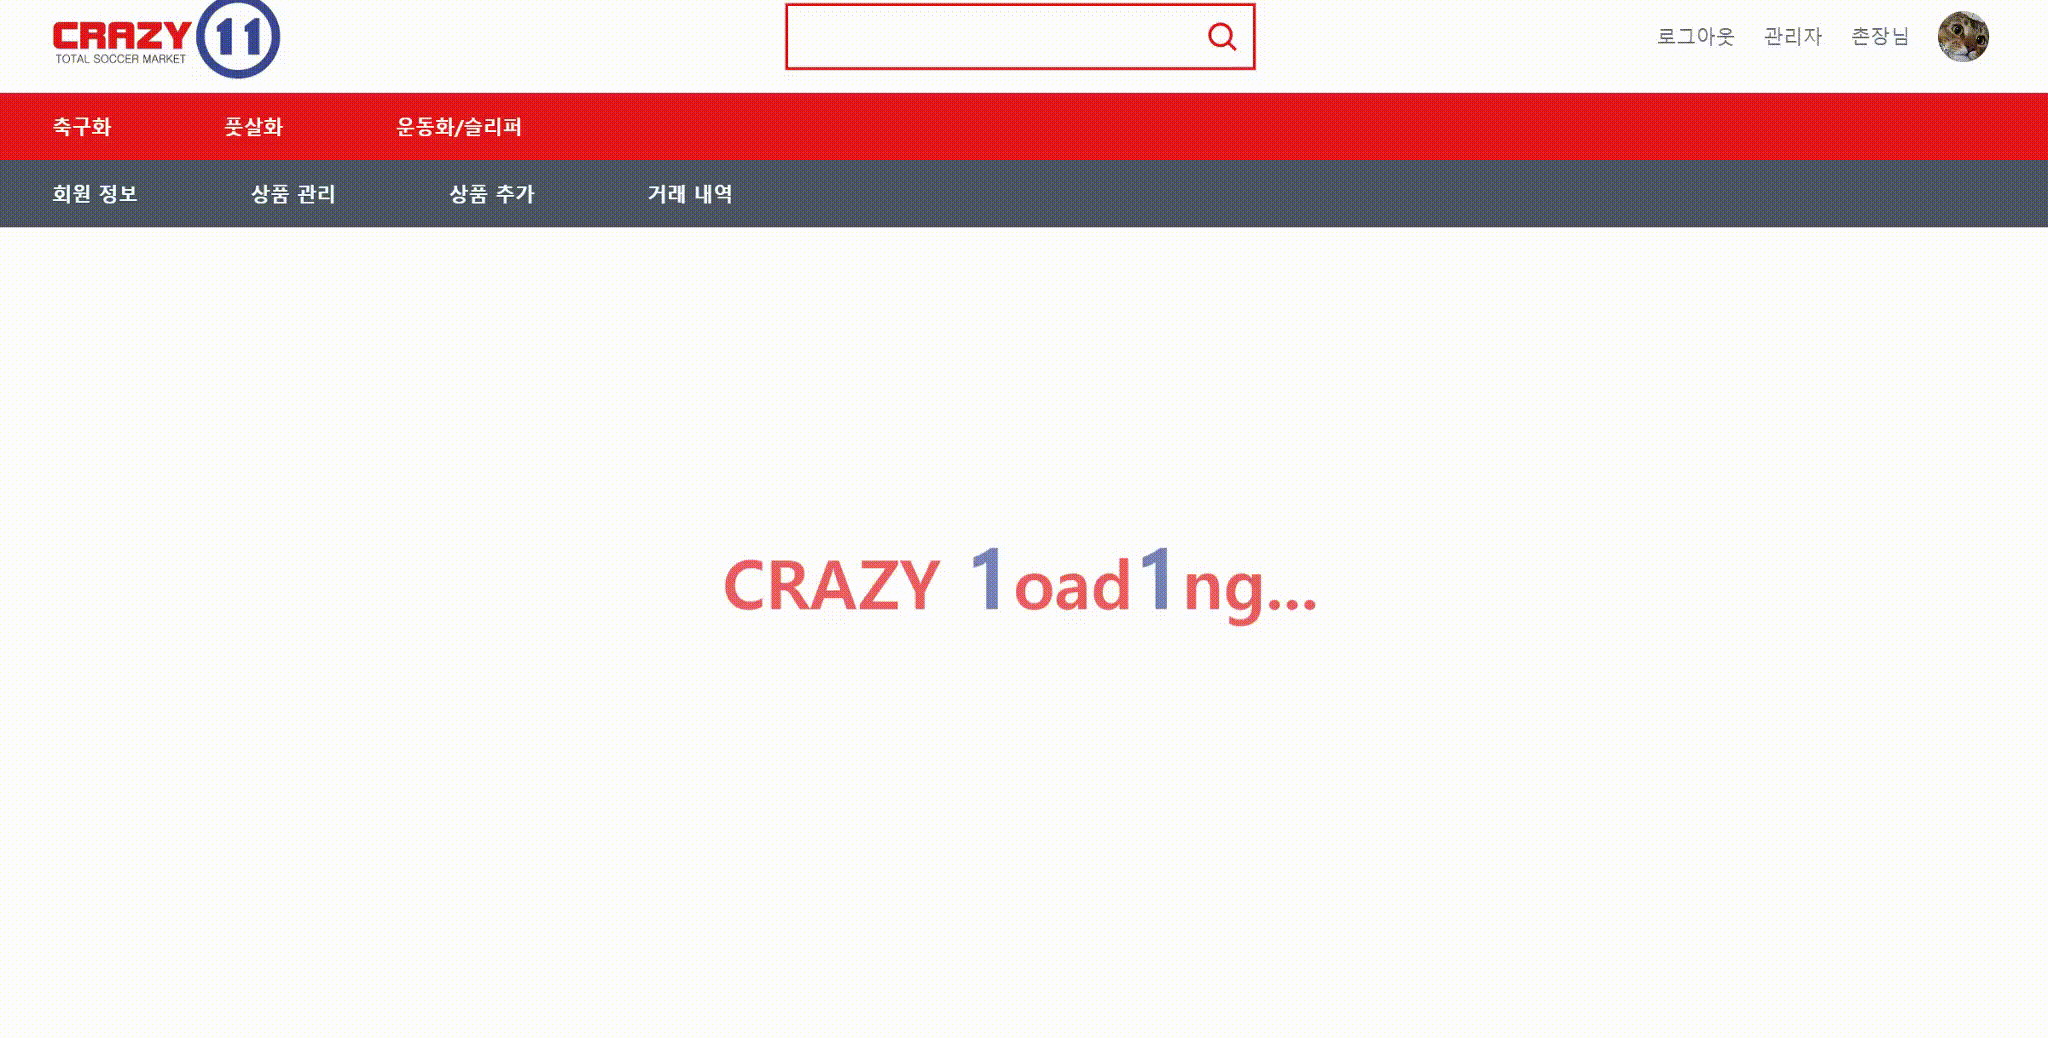 CRAZY 11
TOTAL SOCCER MARKET
로그아웃 관리자 촌장님
축구화 풋살화 운동화/슬리퍼
회원 정보 상품 관리 상품 추가 거래 내역
CRAZY 1oad1ng...